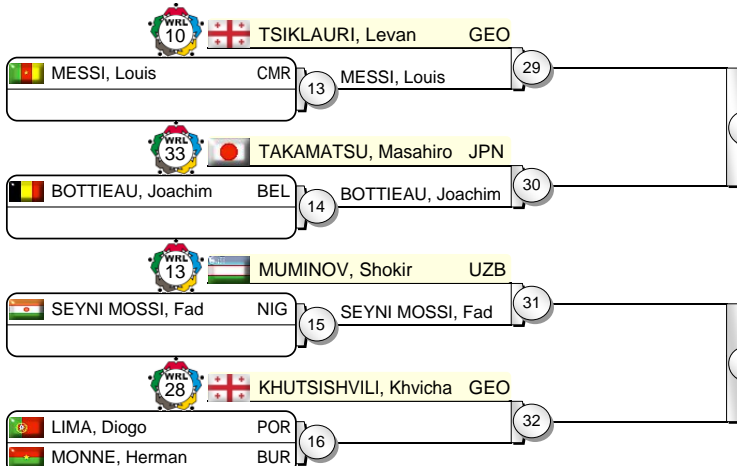 WRL
10 TSIKLAURI, Levan GEO
MESSI, Louis CMR
13 MESSI, Louis
29
WRL
33 TAKAMATSU, Masahiro JPN
BOTTIEAU, Joachim BEL
14 BOTTIEAU, Joachim
30
WRL
13 MUMINOV, Shokir UZB
SEYNI MOSSI, Fad NIG
15 SEYNI MOSSI, Fad
31
WRL
28 KHUTSISHVILI, Khvicha GEO
LIMA, Diogo POR
16
32
MONNE, Herman BUR